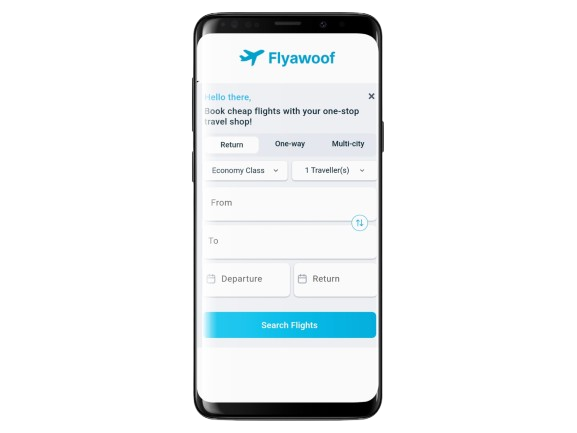 Flyawoof
Hello there,
Book cheap flights with your one-stop
travel shop!
Return
One-way
Multi-city
Economy Class
1 Traveller(s)
From
To
Departure
Return
Search Flights